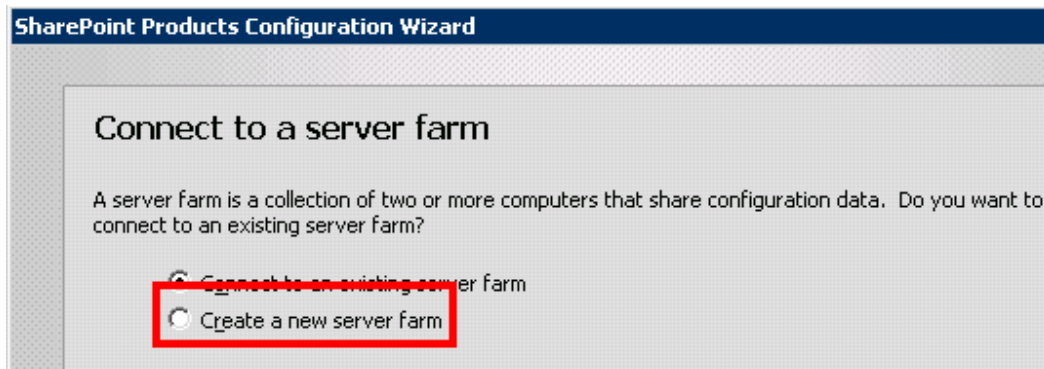 SharePoint Products Configuration Wizard
Connect to a server farm
A server farm is a collection of two or more computers that share configuration data. Do you want to
connect to an existing server farm?
Connect to an existing server farm
Create a new server farm